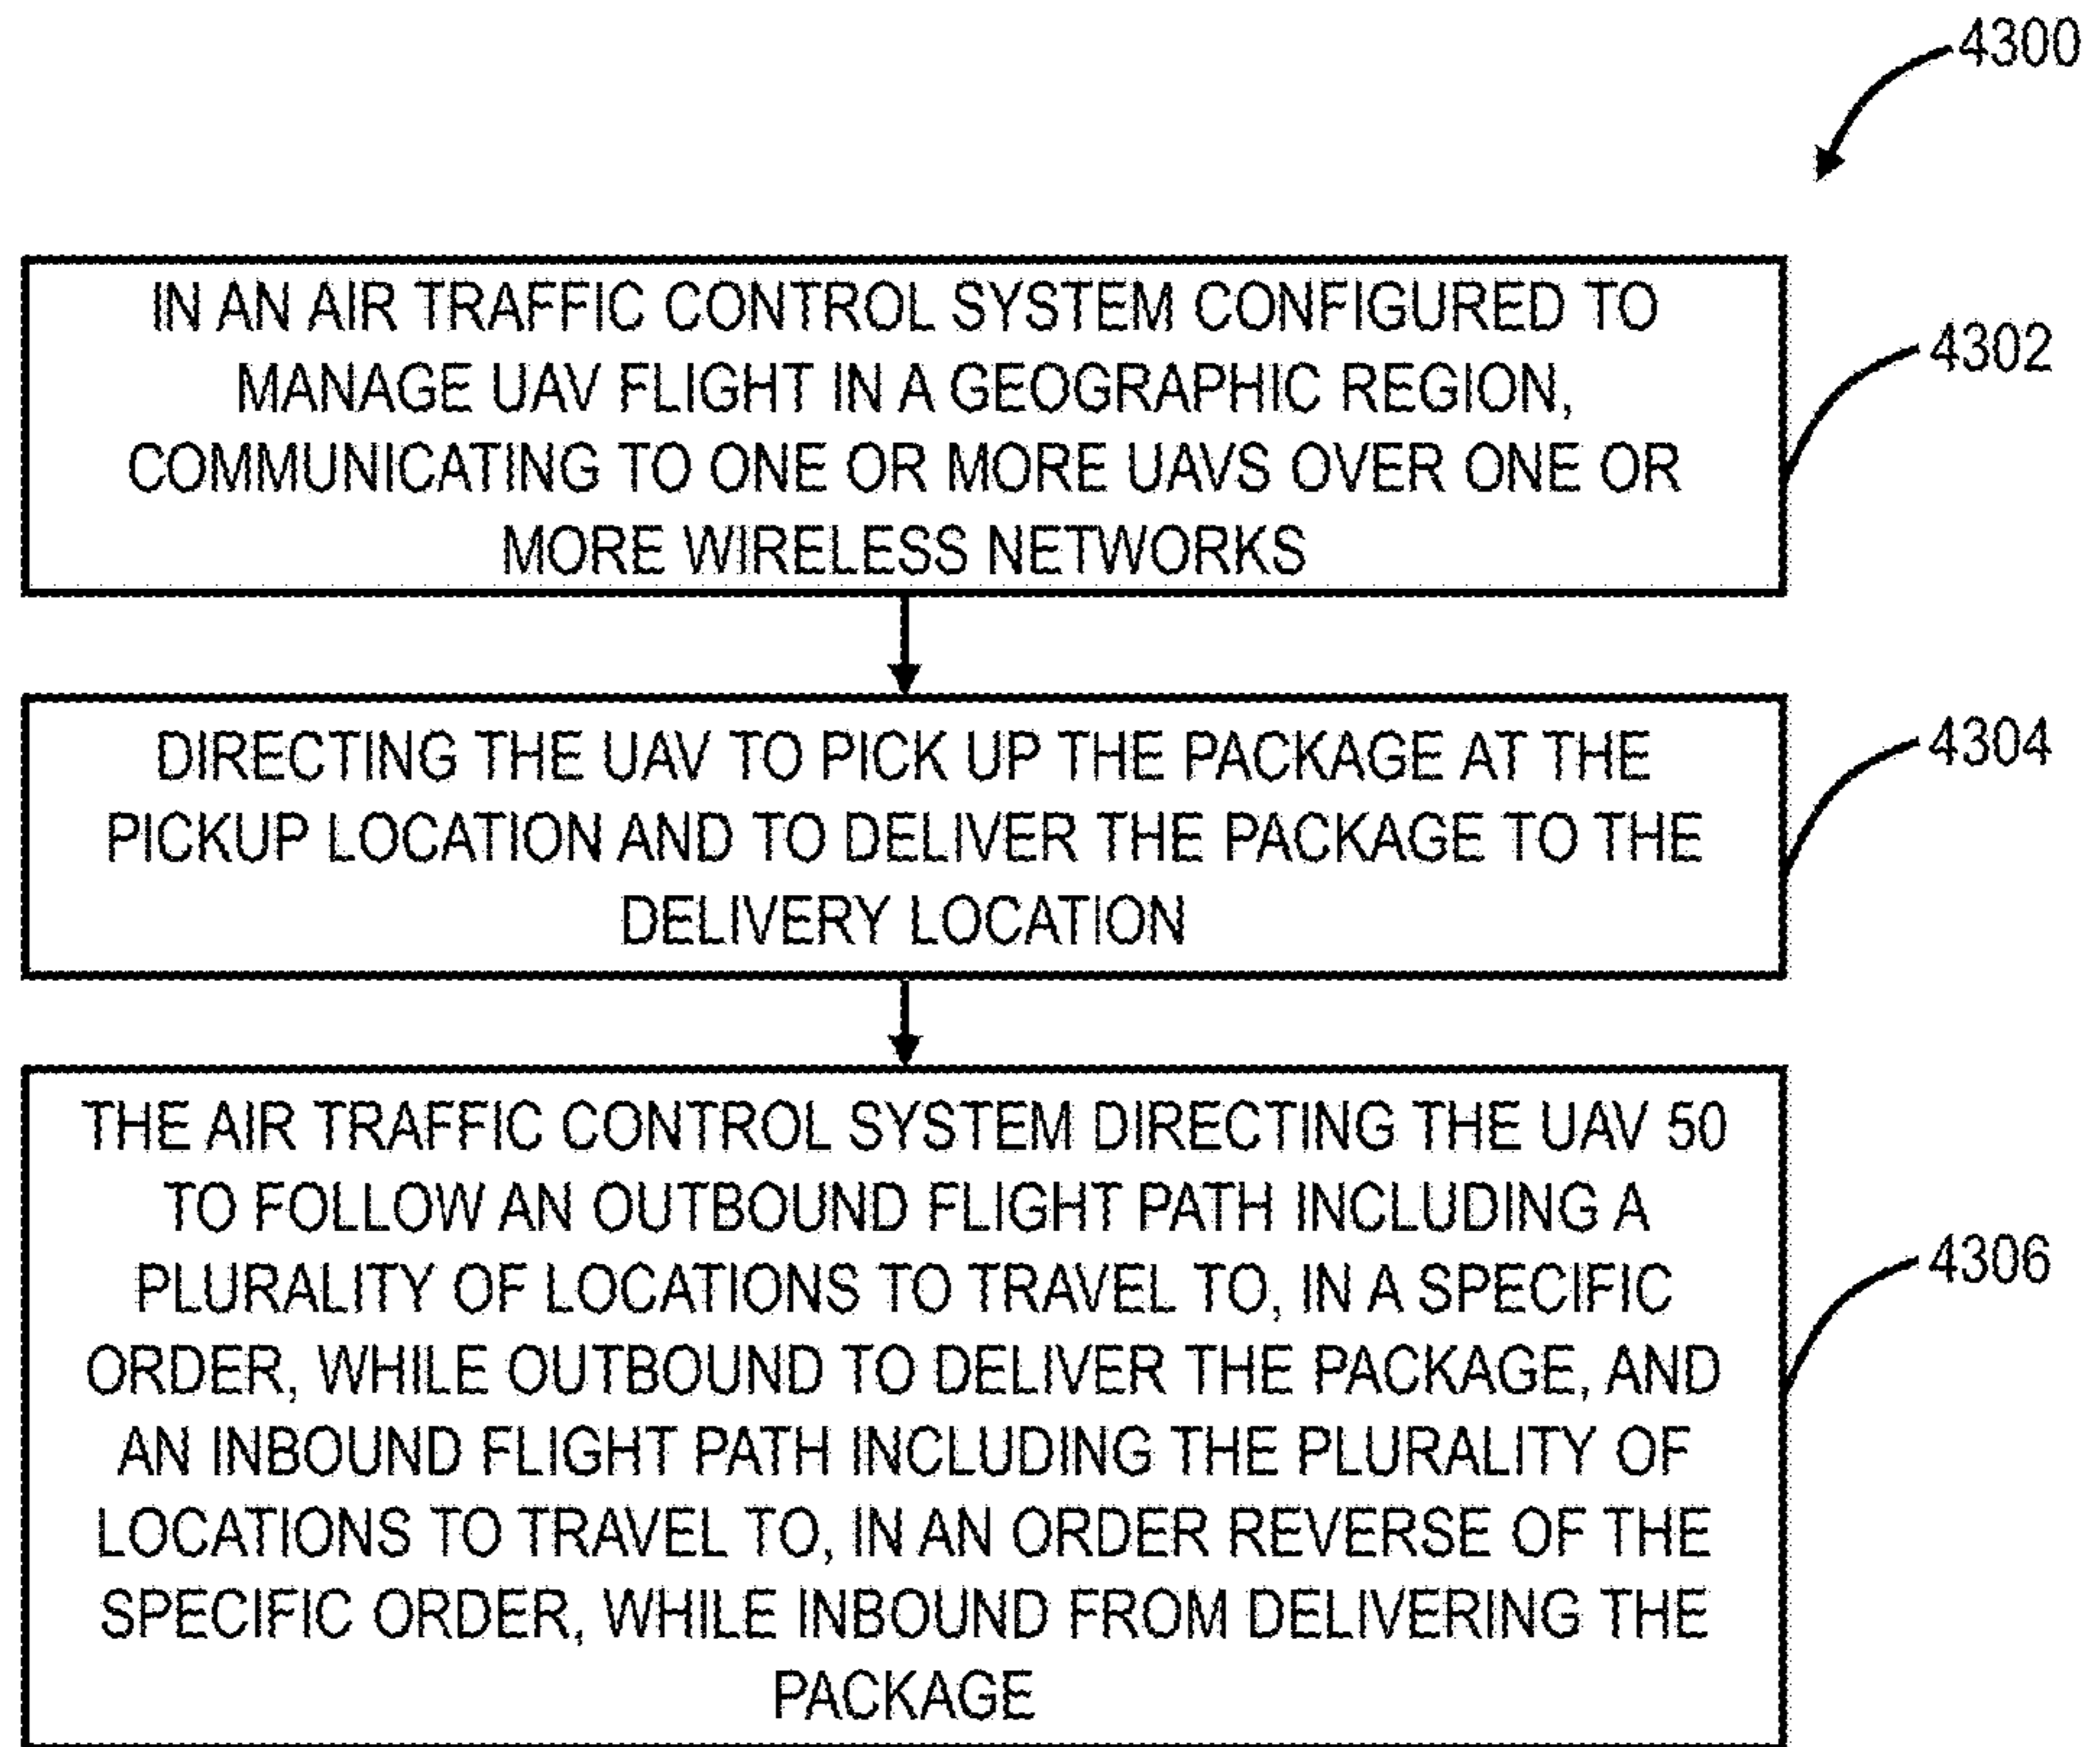 4300
IN AN AIR TRAFFIC CONTROL SYSTEM CONFIGURED TO
MANAGE UAV FLIGHT IN A GEOGRAPHIC REGION,
COMMUNICATING TO ONE OR MORE UAVS OVER ONE OR
MORE WIRELESS NETWORKS
4302
DIRECTING THE UAV TO PICK UP THE PACKAGE AT THE
PICKUP LOCATION AND TO DELIVER THE PACKAGE TO THE
DELIVERY LOCATION
4304
THE AIR TRAFFIC CONTROL SYSTEM DIRECTING THE UAV 50
TO FOLLOW AN OUTBOUND FLIGHT PATH INCLUDING A
PLURALITY OF LOCATIONS TO TRAVEL TO, IN A SPECIFIC
ORDER, WHILE OUTBOUND TO DELIVER THE PACKAGE, AND
AN INBOUND FLIGHT PATH INCLUDING THE PLURALITY OF
LOCATIONS TO TRAVEL TO, IN AN ORDER REVERSE OF THE
SPECIFIC ORDER, WHILE INBOUND FROM DELIVERING THE
PACKAGE
4306